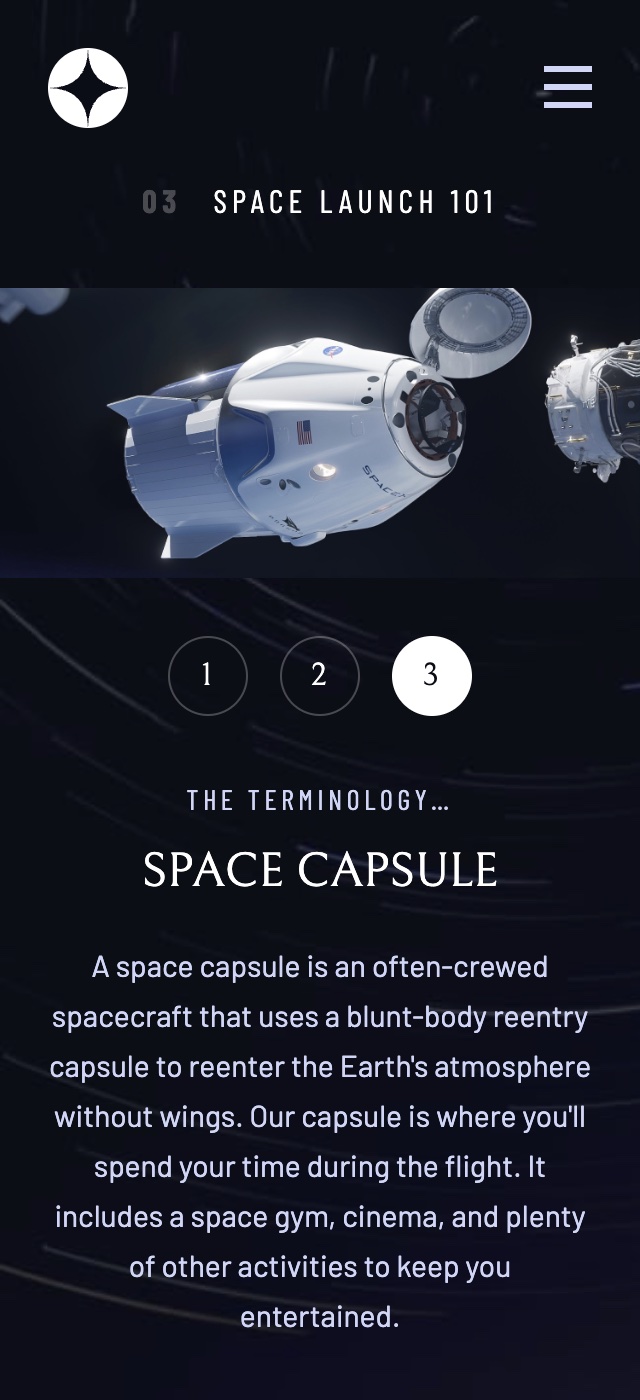 03 SPACE LAUNCH 101
SPACEX
1 2 3
THE TERMINOLOGY…
SPACE CAPSULE
A space capsule is an often-crewed
spacecraft that uses a blunt-body reentry
capsule to reenter the Earth's atmosphere
without wings. Our capsule is where you'll
spend your time during the flight. It
includes a space gym, cinema, and plenty
of other activities to keep you
entertained.